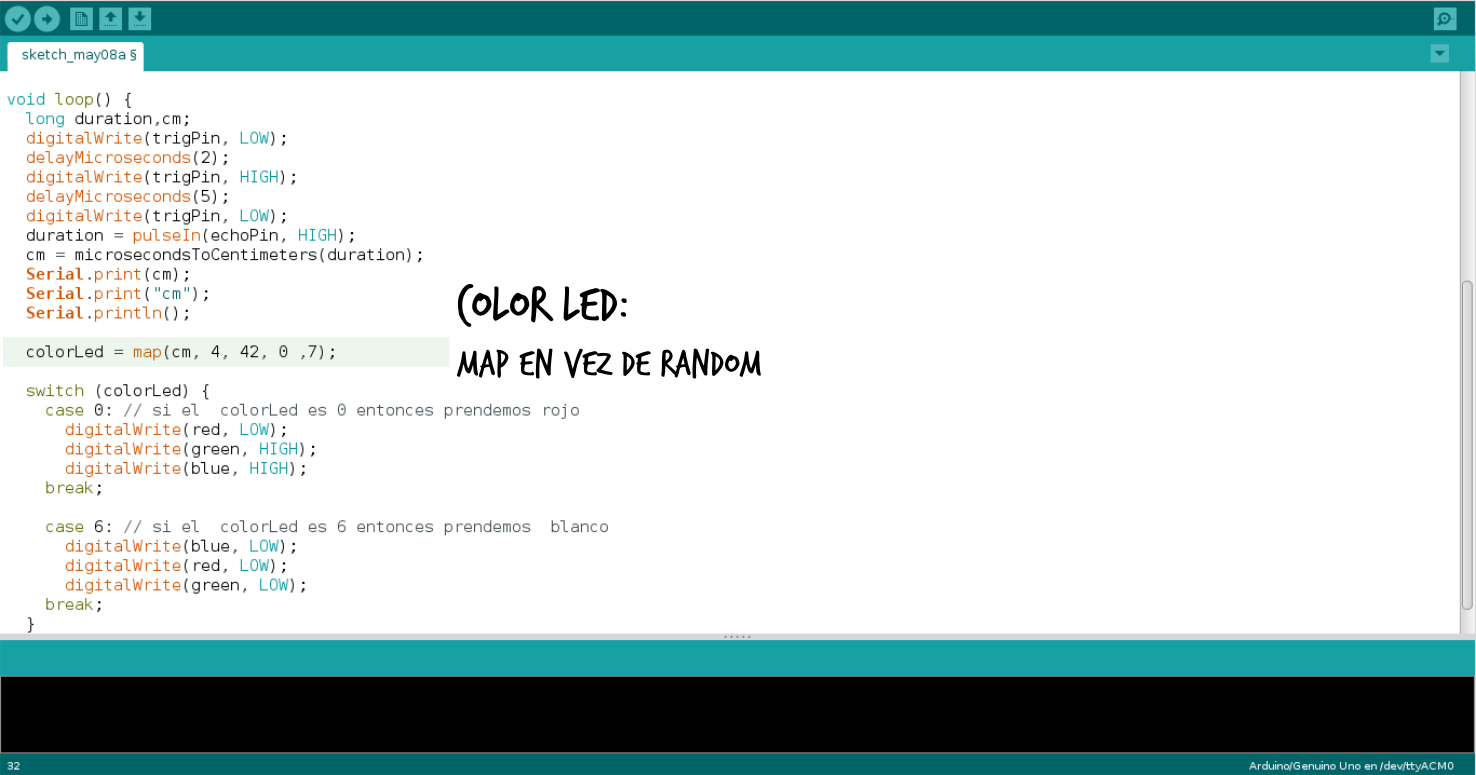 sketch_may08a §
void loop() {
long duration,cm;
digitalWrite(trigPin, LOW);
delayMicroseconds(2);
digitalWrite(trigPin, HIGH);
delayMicroseconds(5);
digitalWrite(trigPin, LOW);
duration = pulseIn(echoPin, HIGH);
cm = microsecondsToCentimeters(duration);
Serial.print(cm);
Serial.print("cm");
Serial.println();
COLOR LED:
colorLed = map(cm, 4, 42, 0 ,7);
MAP EN VEZ DE RANDOM
switch (colorLed) {
case 0: // si el  colorLed es 0 entonces prendemos rojo
digitalWrite(red, LOW);
digitalWrite(green, HIGH);
digitalWrite(blue, HIGH);
break;
case 6: // si el  colorLed es 6 entonces prendemos  blanco
digitalWrite(blue, LOW);
digitalWrite(red, LOW);
digitalWrite(green, LOW);
break;
}
32
Arduino/Genuino Uno en /dev/ttyACM0